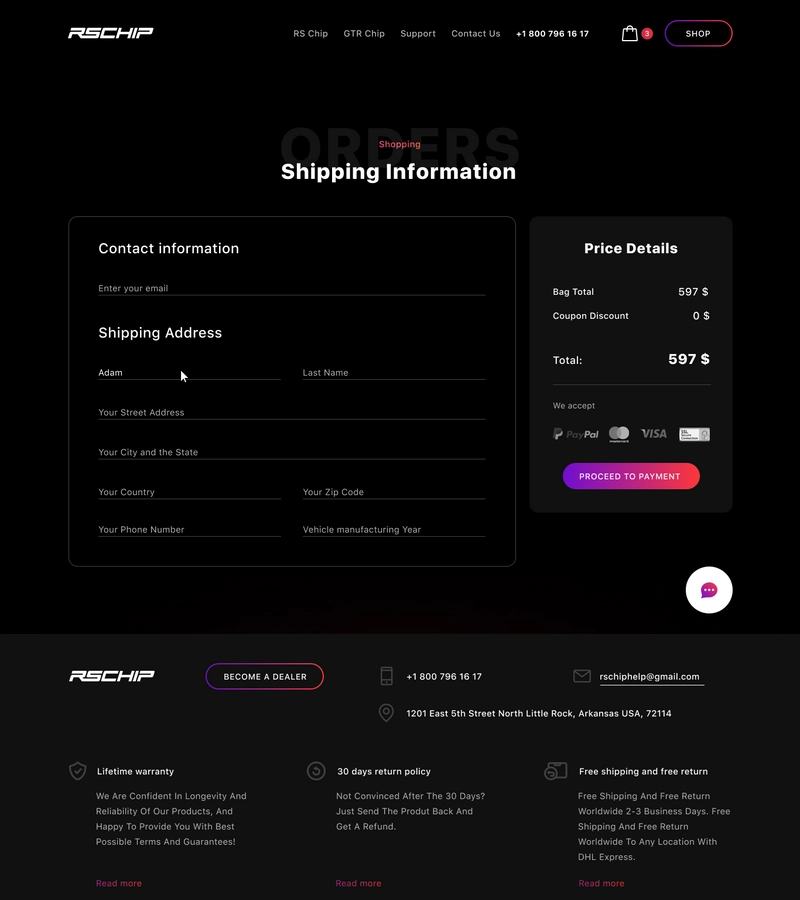 RSCHIP
RS Chip
GTR Chip
Support
Contact Us
+1 800 796 16 17
3
SHOP
ORDERS
Shopping
Shipping Information
Contact information
Enter your email
Shipping Address
Adam
Last Name
Your Street Address
Your City and the State
Your Country
Your Zip Code
Your Phone Number
Vehicle manufacturing Year
Price Details
Bag Total 597 $
Coupon Discount 0 $
Total: 597 $
We accept
PayPal
mastercard
VISA
SSL
Secure
Connection
PROCEED TO PAYMENT
RSCHIP
BECOME A DEALER
+1 800 796 16 17
rschiphelp@gmail.com
1201 East 5th Street North Little Rock, Arkansas USA, 72114
Lifetime warranty
We Are Confident In Longevity And
Reliability Of Our Products, And
Happy To Provide You With Best
Possible Terms And Guarantees!
Read more
30 days return policy
Not Convinced After The 30 Days?
Just Send The Produt Back And
Get A Refund.
Read more
Free shipping and free return
Free Shipping And Free Return
Worldwide 2-3 Business Days. Free
Shipping And Free Return
Worldwide To Any Location With
DHL Express.
Read more